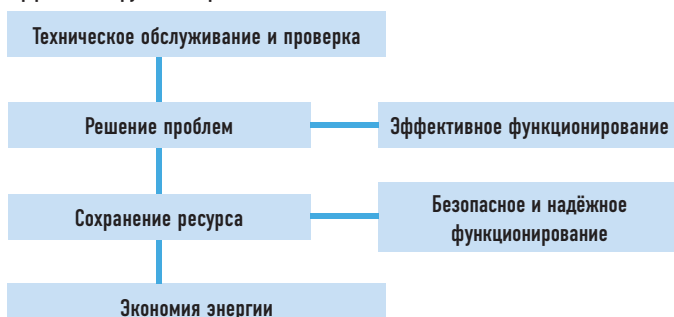 Техническое обслуживание и проверка
Решение проблем
Эффективное функционирование
Сохранение ресурса
Безопасное и надёжное
функционирование
Экономия энергии